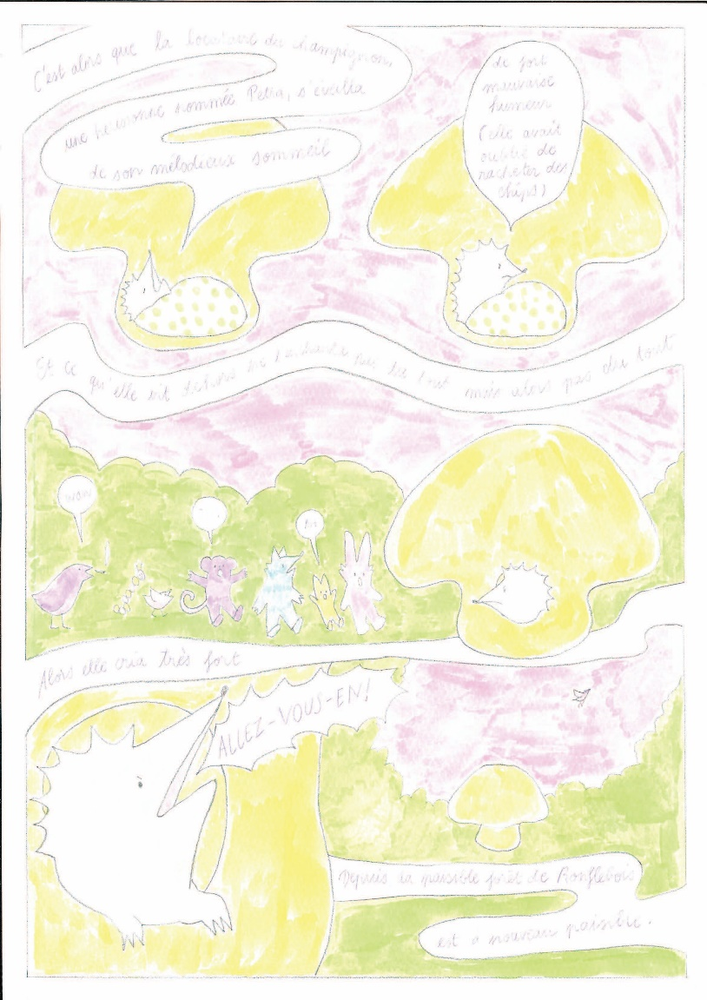 C'est alors que la locataire du champignon,
une hérissonne nommée Petra, s'éveilla
de son mélodieux sommeil
de fort
mauvaise
humeur
(elle avait
oublié de
racheter des
chips)
Et ce qu'elle vit dehors ne l'enchanta pas du tout mais alors pas du tout
WOW
Alors elle cria très fort
ALLEZ-VOUS-EN!
Depuis la paisible forêt de Ronflebois
est à nouveau paisible.